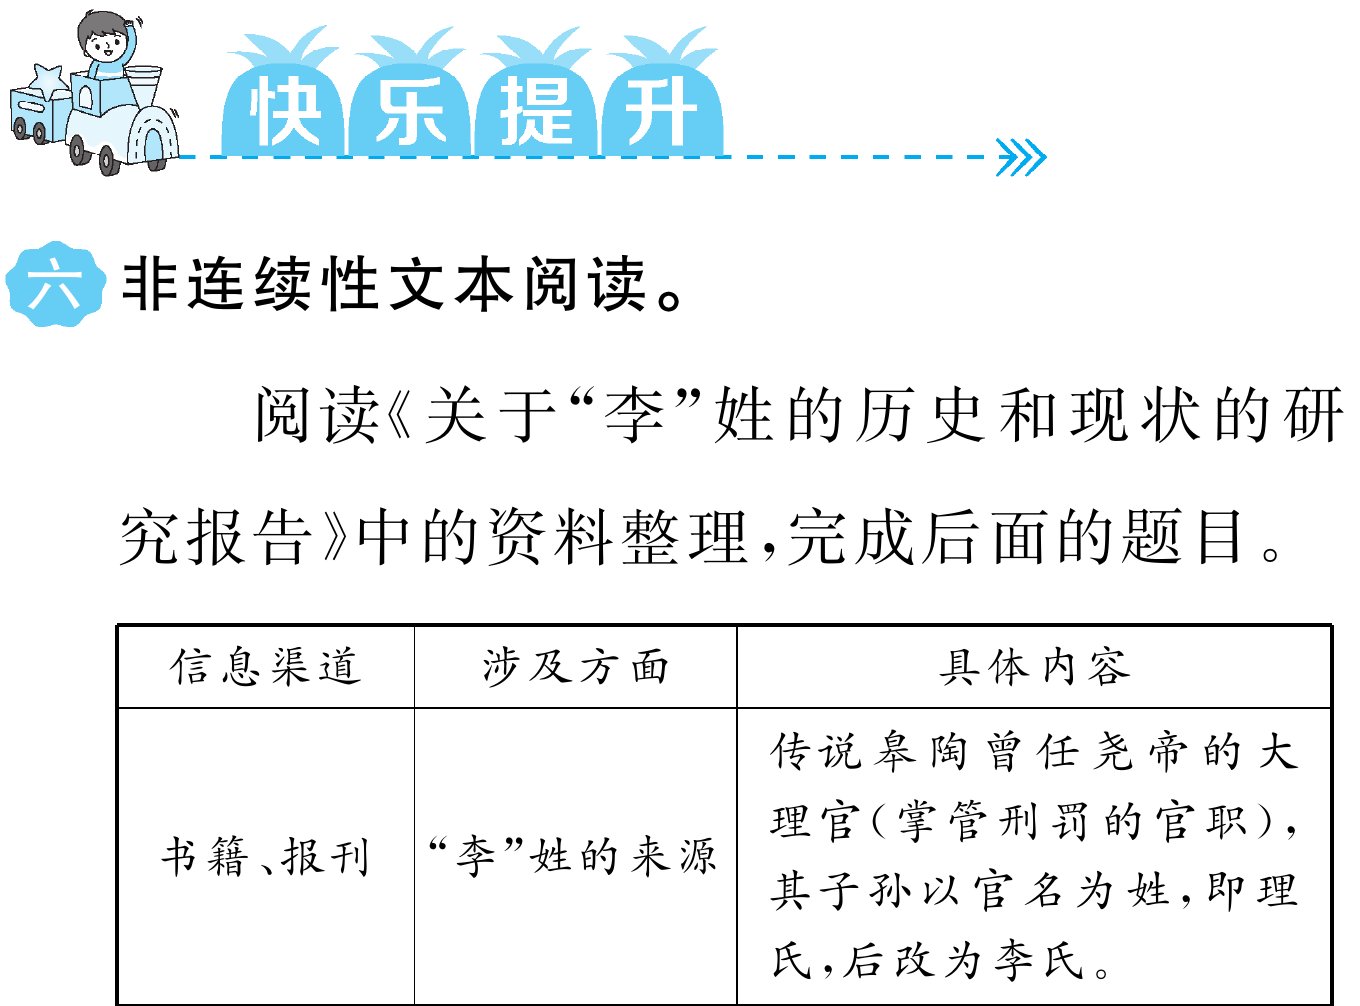 快乐提升
六 非连续性文本阅读。
阅读《关于“李”姓的历史和现状的研
究报告》中的资料整理,完成后面的题目。
信息渠道 涉及方面 具体内容
传说皋陶曾任尧帝的大
理官(掌管刑罚的官职),
书籍、报刊 “李”姓的来源
其子孙以官名为姓,即理
氏,后改为李氏。